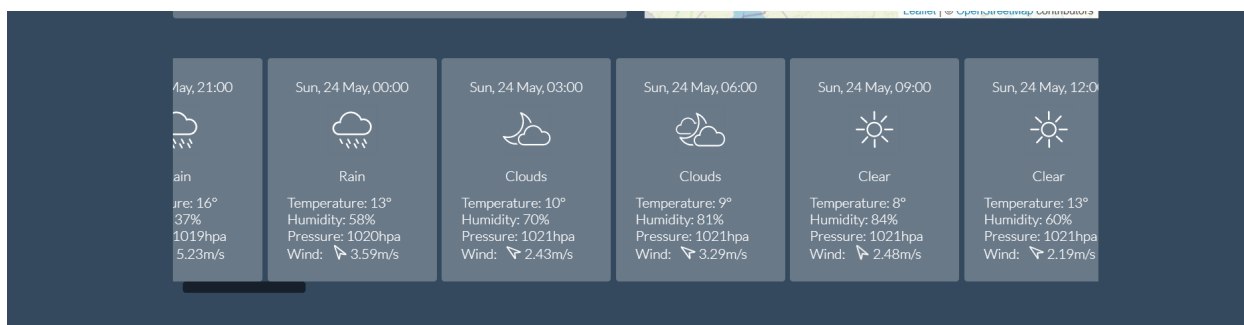 Leaflet | © OpenStreetMap contributors
May, 21:00
ain
ure: 16°
37%
1019hpa
5.23m/s
Sun, 24 May, 00:00
Rain
Temperature: 13°
Humidity: 58%
Pressure: 1020hpa
Wind: 3.59m/s
Sun, 24 May, 03:00
Clouds
Temperature: 10°
Humidity: 70%
Pressure: 1021hpa
Wind: 2.43m/s
Sun, 24 May, 06:00
Clouds
Temperature: 9°
Humidity: 81%
Pressure: 1021hpa
Wind: 3.29m/s
Sun, 24 May, 09:00
Clear
Temperature: 8°
Humidity: 84%
Pressure: 1021hpa
Wind: 2.48m/s
Sun, 24 May, 12:0
Clear
Temperature: 13°
Humidity: 60%
Pressure: 1021hpa
Wind: 2.19m/s